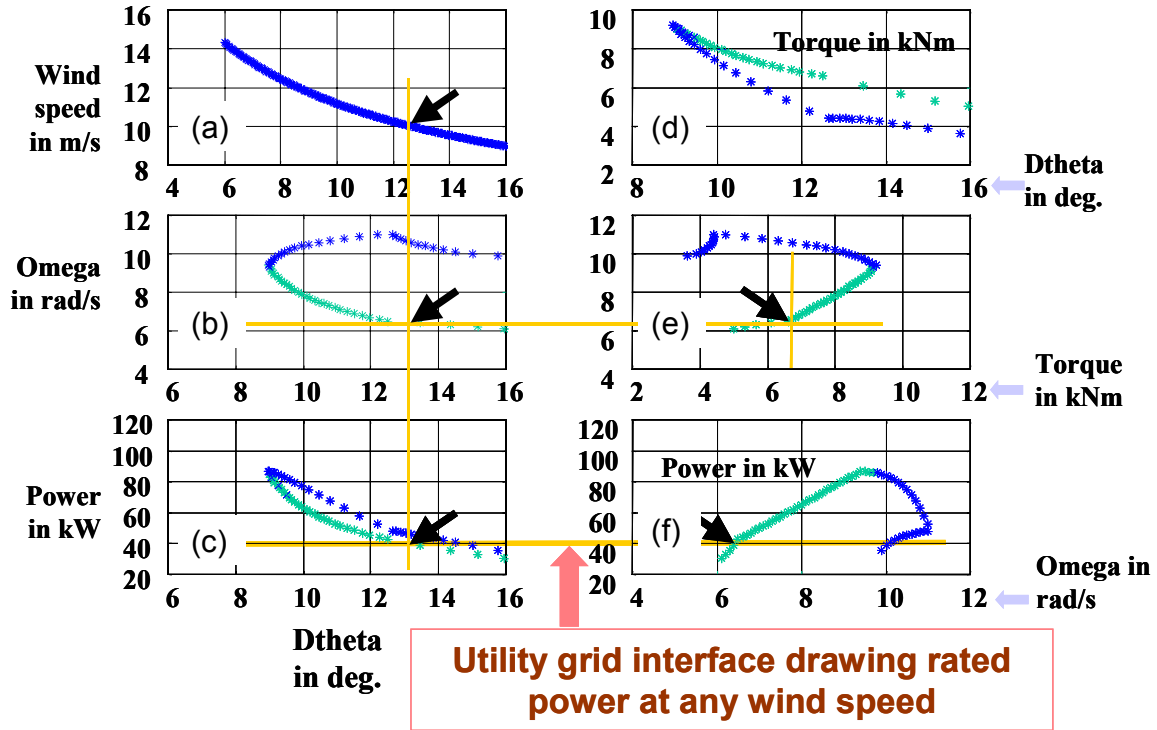 Wind
speed
in m/s
16
14
12
10
8
(a)
4 6 8 10 12 14 16
10
8
6
4
2
Torque in kNm
(d)
8 10 12 14 16
Dtheta
in deg.
Omega
in rad/s
12
10
8
6
4
(b)
6 8 10 12 14 16
12
10
8
6
4
(e)
2 4 6 8 10 12
Torque
in kNm
Power
in kW
120
100
80
60
40
20
(c)
6 8 10 12 14 16
Dtheta
in deg.
120
100
80
60
40
20
Power in kW
(f)
4 6 8 10 12
Omega in
rad/s
Utility grid interface drawing rated
power at any wind speed